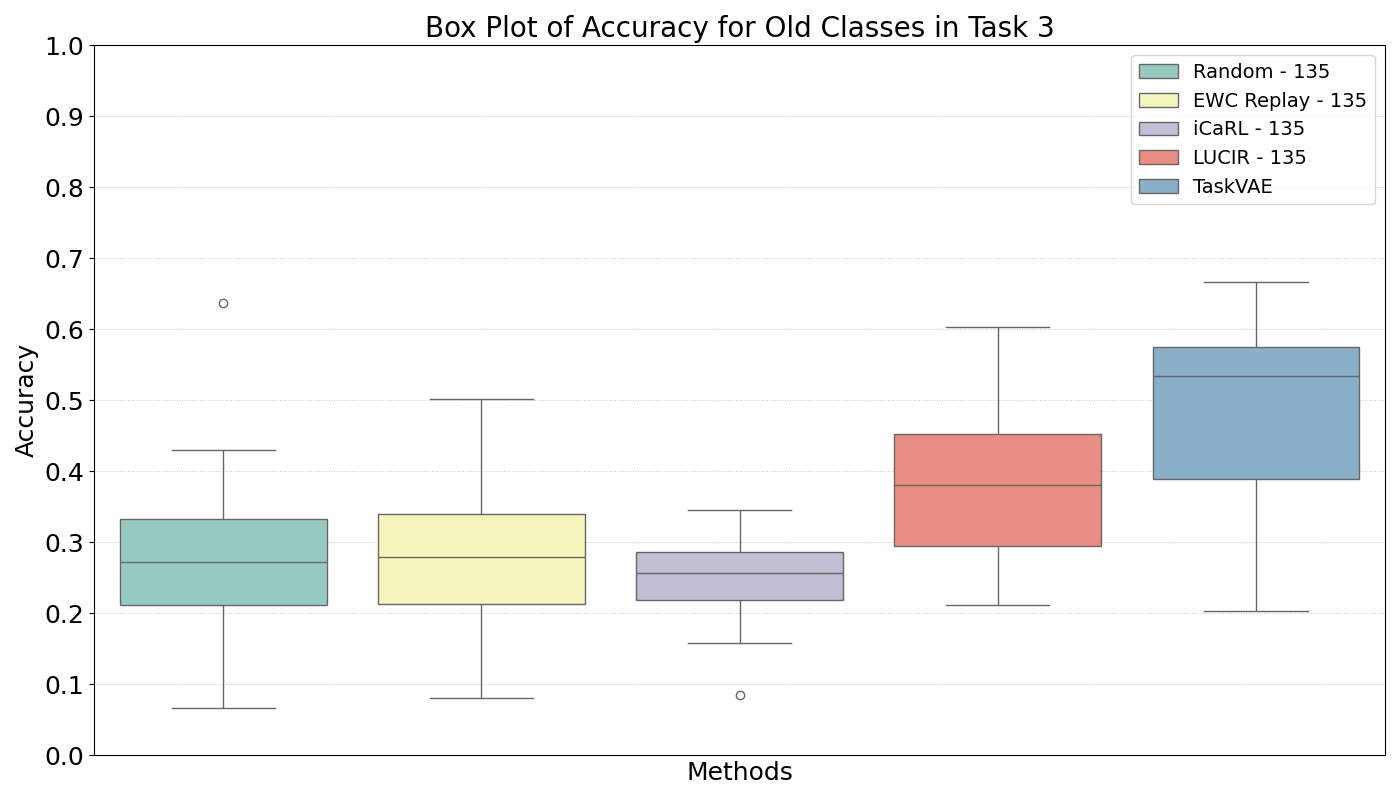 Box Plot of Accuracy for Old Classes in Task 3
1.0
0.9
0.8
0.7
0.6
0.5
0.4
0.3
0.2
0.1
0.0
Accuracy
Methods
Random - 135
EWC Replay - 135
iCaRL - 135
LUCIR - 135
TaskVAE